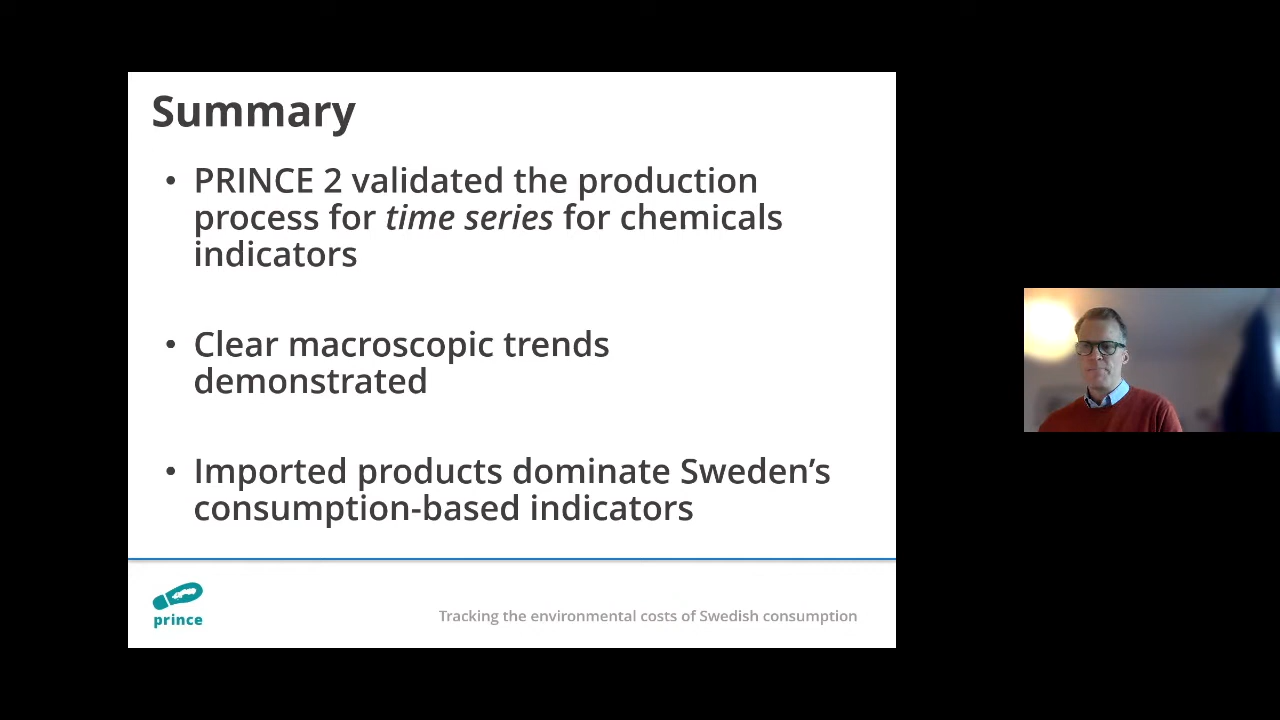 Summary
• PRINCE 2 validated the production
process for time series for chemicals
indicators
• Clear macroscopic trends
demonstrated
• Imported products dominate Sweden’s
consumption-based indicators
prince
Tracking the environmental costs of Swedish consumption